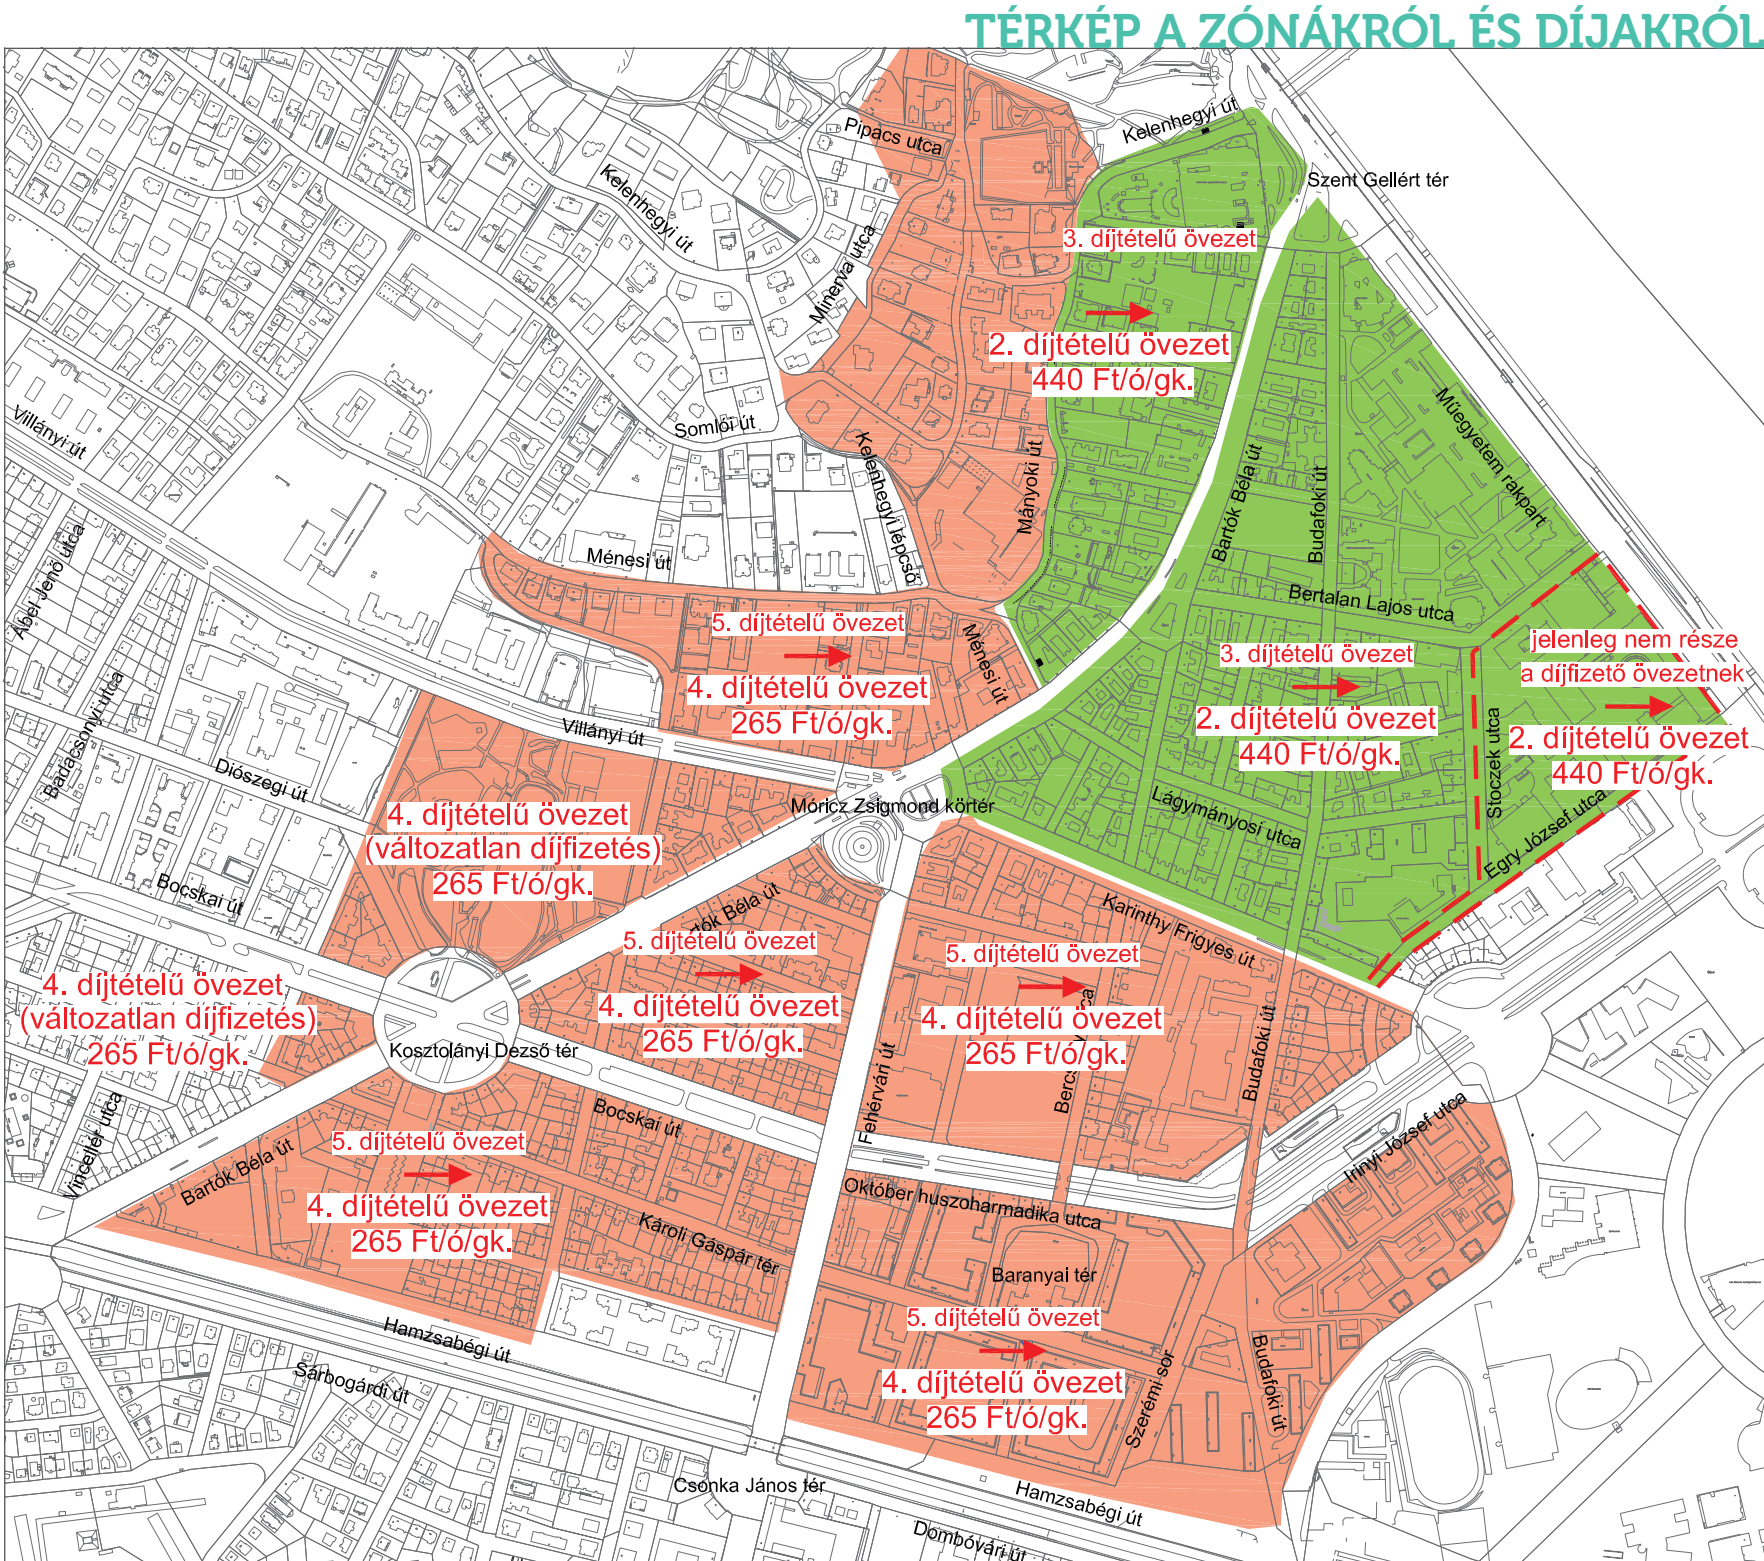 TÉRKÉP A ZÓNÁKRÓL ÉS DÍJAKRÓL
Kelenhegyi út
Pipacs utca
Szent Gellért tér
Kelenhegyi út
Minerva utca
3. díjtételű övezet
2. díjtételű övezet
440 Ft/ó/gk.
Műegyetem rakpart
Villányi út
Somlói út
Kelenhegyi lépcső
Mányoki út
Bartók Béla út
Budafoki út
Ábel Jenő utca
Ménesi út
Bertalan Lajos utca
5. díjtételű övezet
4. díjtételű övezet
265 Ft/ó/gk.
Ménesi út
3. díjtételű övezet
2. díjtételű övezet
440 Ft/ó/gk.
jelenleg nem része
a díjfizető övezetnek
2. díjtételű övezet
440 Ft/ó/gk.
Stoczek utca
Badacsonyi utca
Villányi út
Diószegi út
Móricz Zsigmond körtér
Lágymányosi utca
Egry József utca
4. díjtételű övezet
(változatlan díjfizetés)
265 Ft/ó/gk.
Bocskai út
tók Béla út
Karinthy Frigyes út
5. díjtételű övezet
4. díjtételű övezet
265 Ft/ó/gk.
5. díjtételű övezet
4. díjtételű övezet
265 Ft/ó/gk.
4. díjtételű övezet
(változatlan díjfizetés)
265 Ft/ó/gk.
Kosztolányi Dezső tér
Fehérvári út
Bercs
ca
Budafoki út
Vincellér utca
Bocskai út
Irinyi József utca
Bartók Béla út
5. díjtételű övezet
4. díjtételű övezet
265 Ft/ó/gk.
Október huszoharmadika utca
Károli Gáspár tér
Baranyai tér
5. díjtételű övezet
4. díjtételű övezet
265 Ft/ó/gk.
Hamzsabégi út
Sárbogárdi út
Szerémi sor
Budafoki út
Csonka János tér
Hamzsabégi út
Dombóvári út